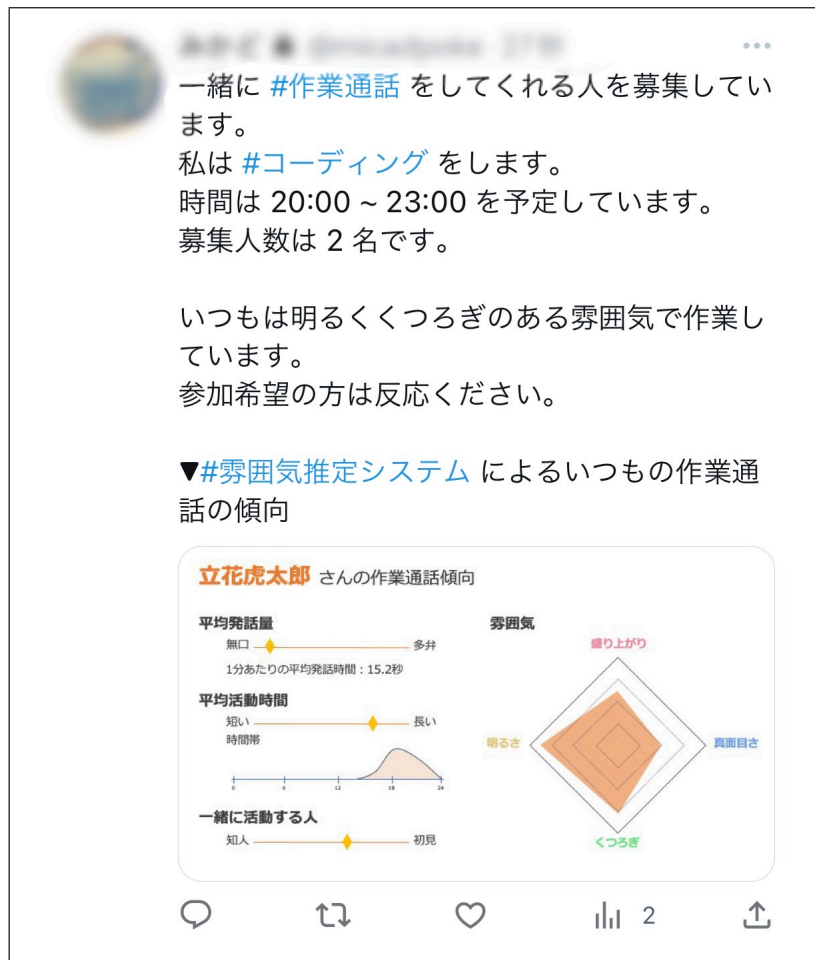 一緒に #作業通話 をしてくれる人を募集してい
ます。
私は #コーディング をします。
時間は 20:00 ~ 23:00 を予定しています。
募集人数は 2 名です。
いつもは明るくくつろぎのある雰囲気で作業し
ています。
参加希望の方は反応ください。
▼#雰囲気推定システム によるいつもの作業通
話の傾向
立花虎太郎 さんの作業通話傾向
平均発話量
無口 多弁
1分あたりの平均発話時間：15.2秒
平均活動時間
短い 長い
時間帯
0 6 12 18 24
一緒に活動する人
知人 初見
雰囲気
盛り上がり
明るさ 真面目さ
くつろぎ
2